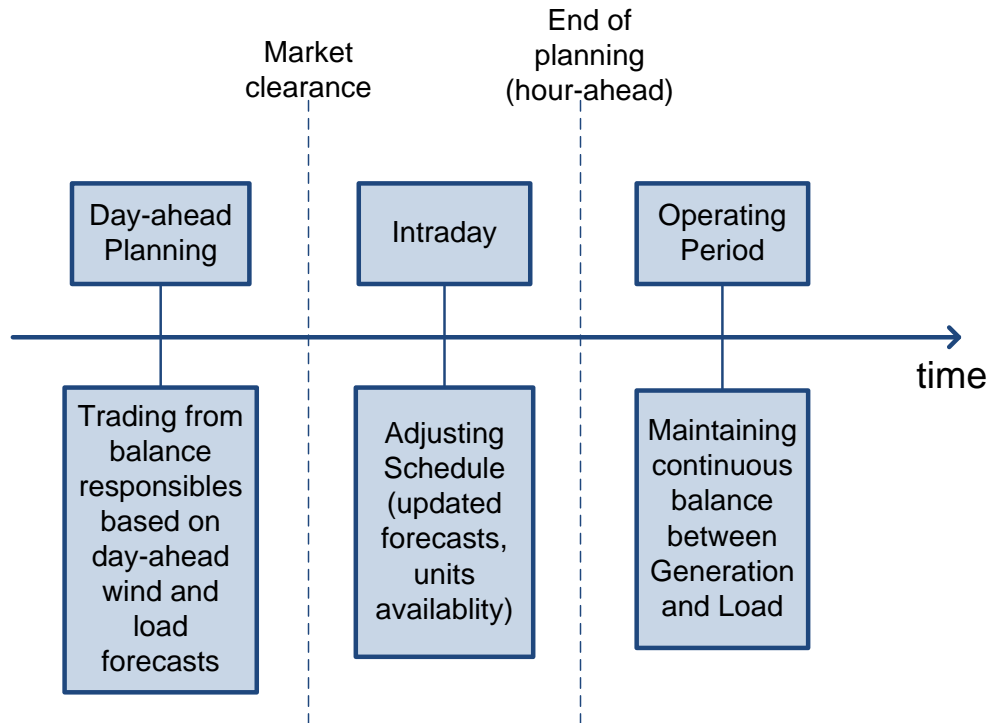 Market
clearance
End of
planning
(hour-ahead)
Day-ahead
Planning
Intraday
Operating
Period
time
Trading from
balance
responsibles
based on
day-ahead
wind and
load
forecasts
Adjusting
Schedule
(updated
forecasts,
units
availablity)
Maintaining
continuous
balance
between
Generation
and Load